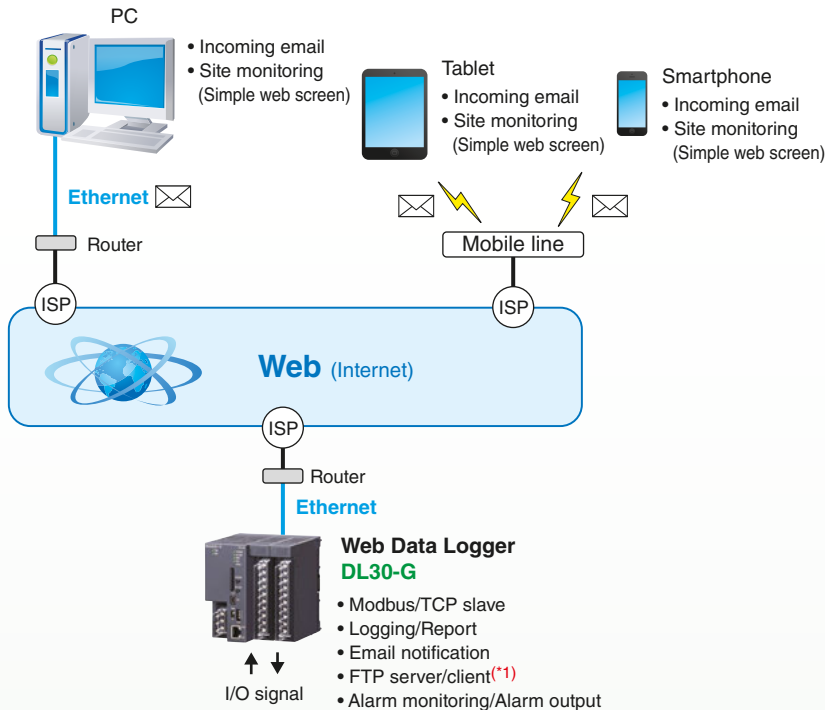 PC
• Incoming email
• Site monitoring
(Simple web screen)
Tablet
• Incoming email
• Site monitoring
(Simple web screen)
Smartphone
• Incoming email
• Site monitoring
(Simple web screen)
Ethernet
Router
Mobile line
ISP
ISP
Web (Internet)
ISP
Router
Ethernet
Web Data Logger
DL30-G
• Modbus/TCP slave
• Logging/Report
• Email notification
• FTP server/client(*1)
• Alarm monitoring/Alarm output
I/O signal